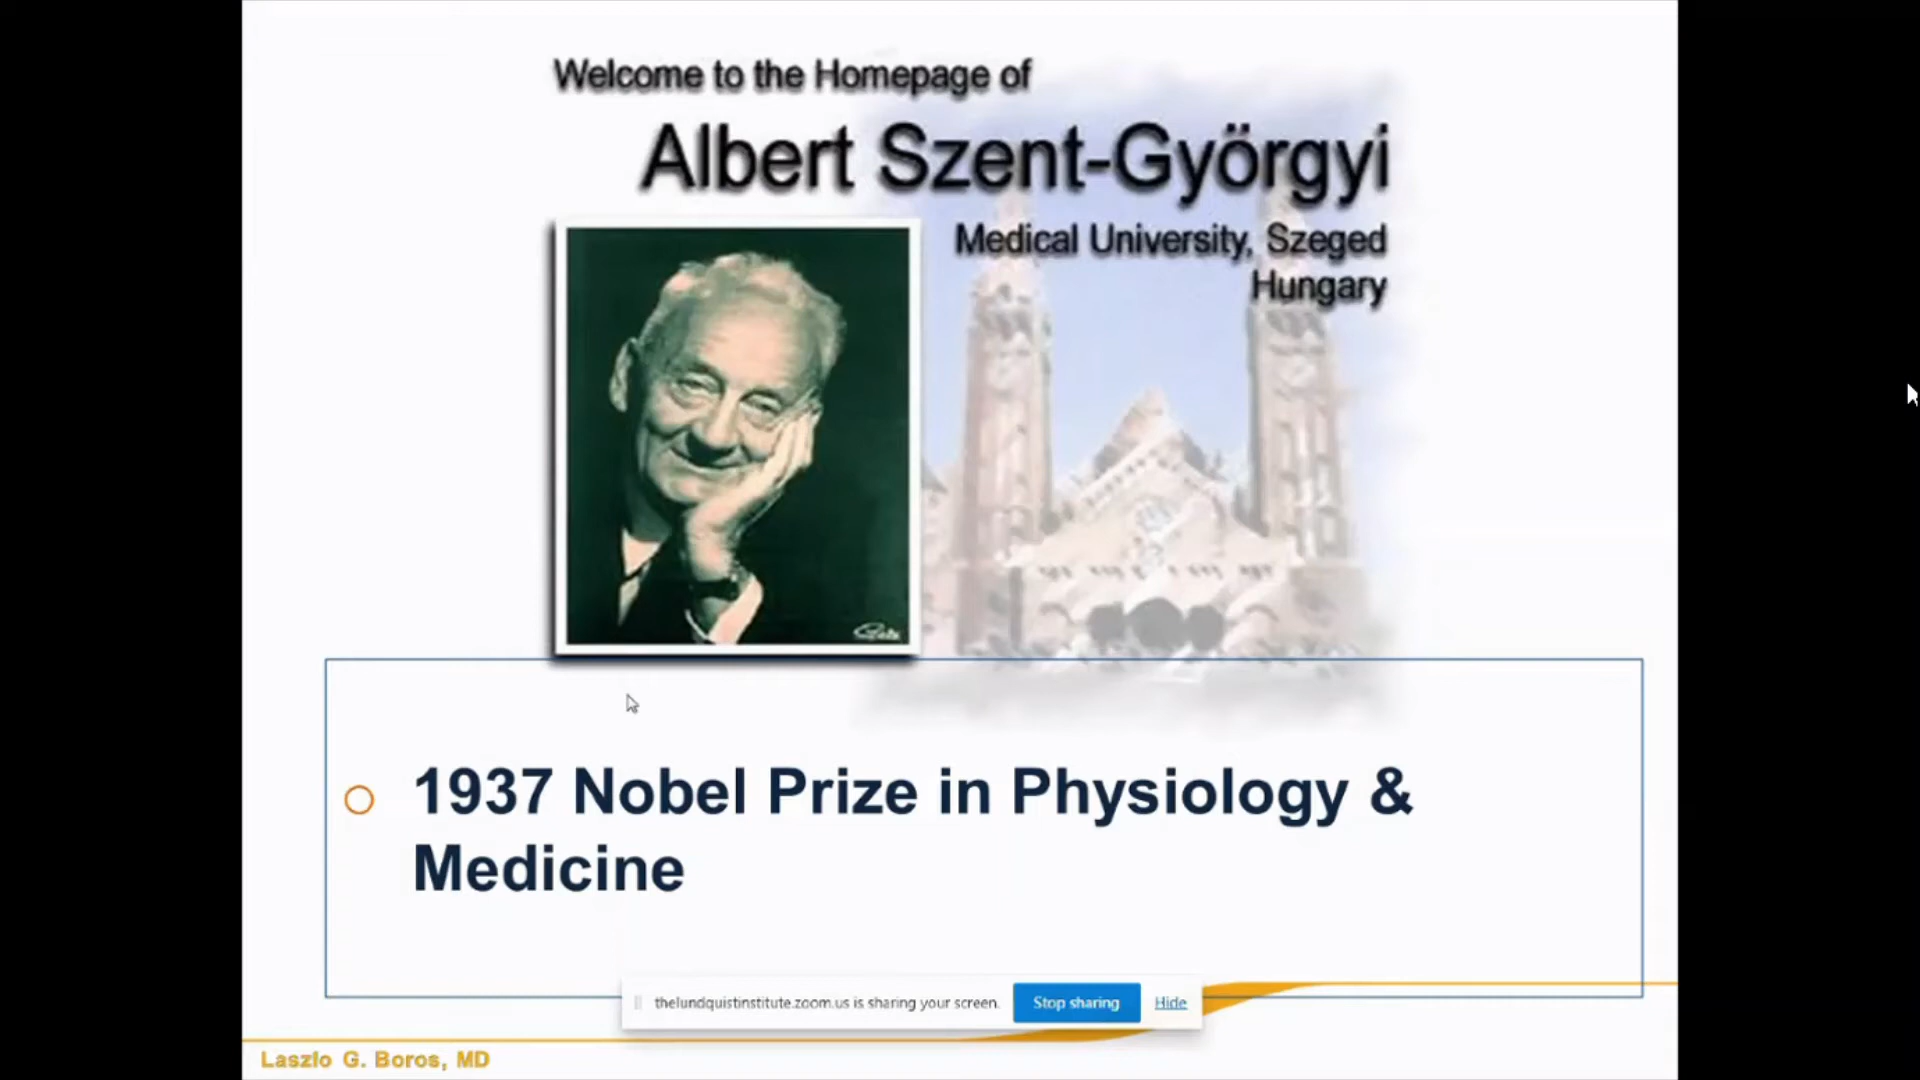 Welcome to the Homepage of
Albert Szent-Györgyi
Medical University, Szeged
Hungary
1937 Nobel Prize in Physiology &
Medicine
thelundquistinstitute.zoom.us is sharing your screen.
Stop sharing
Hide
Laszlo G. Boros, MD